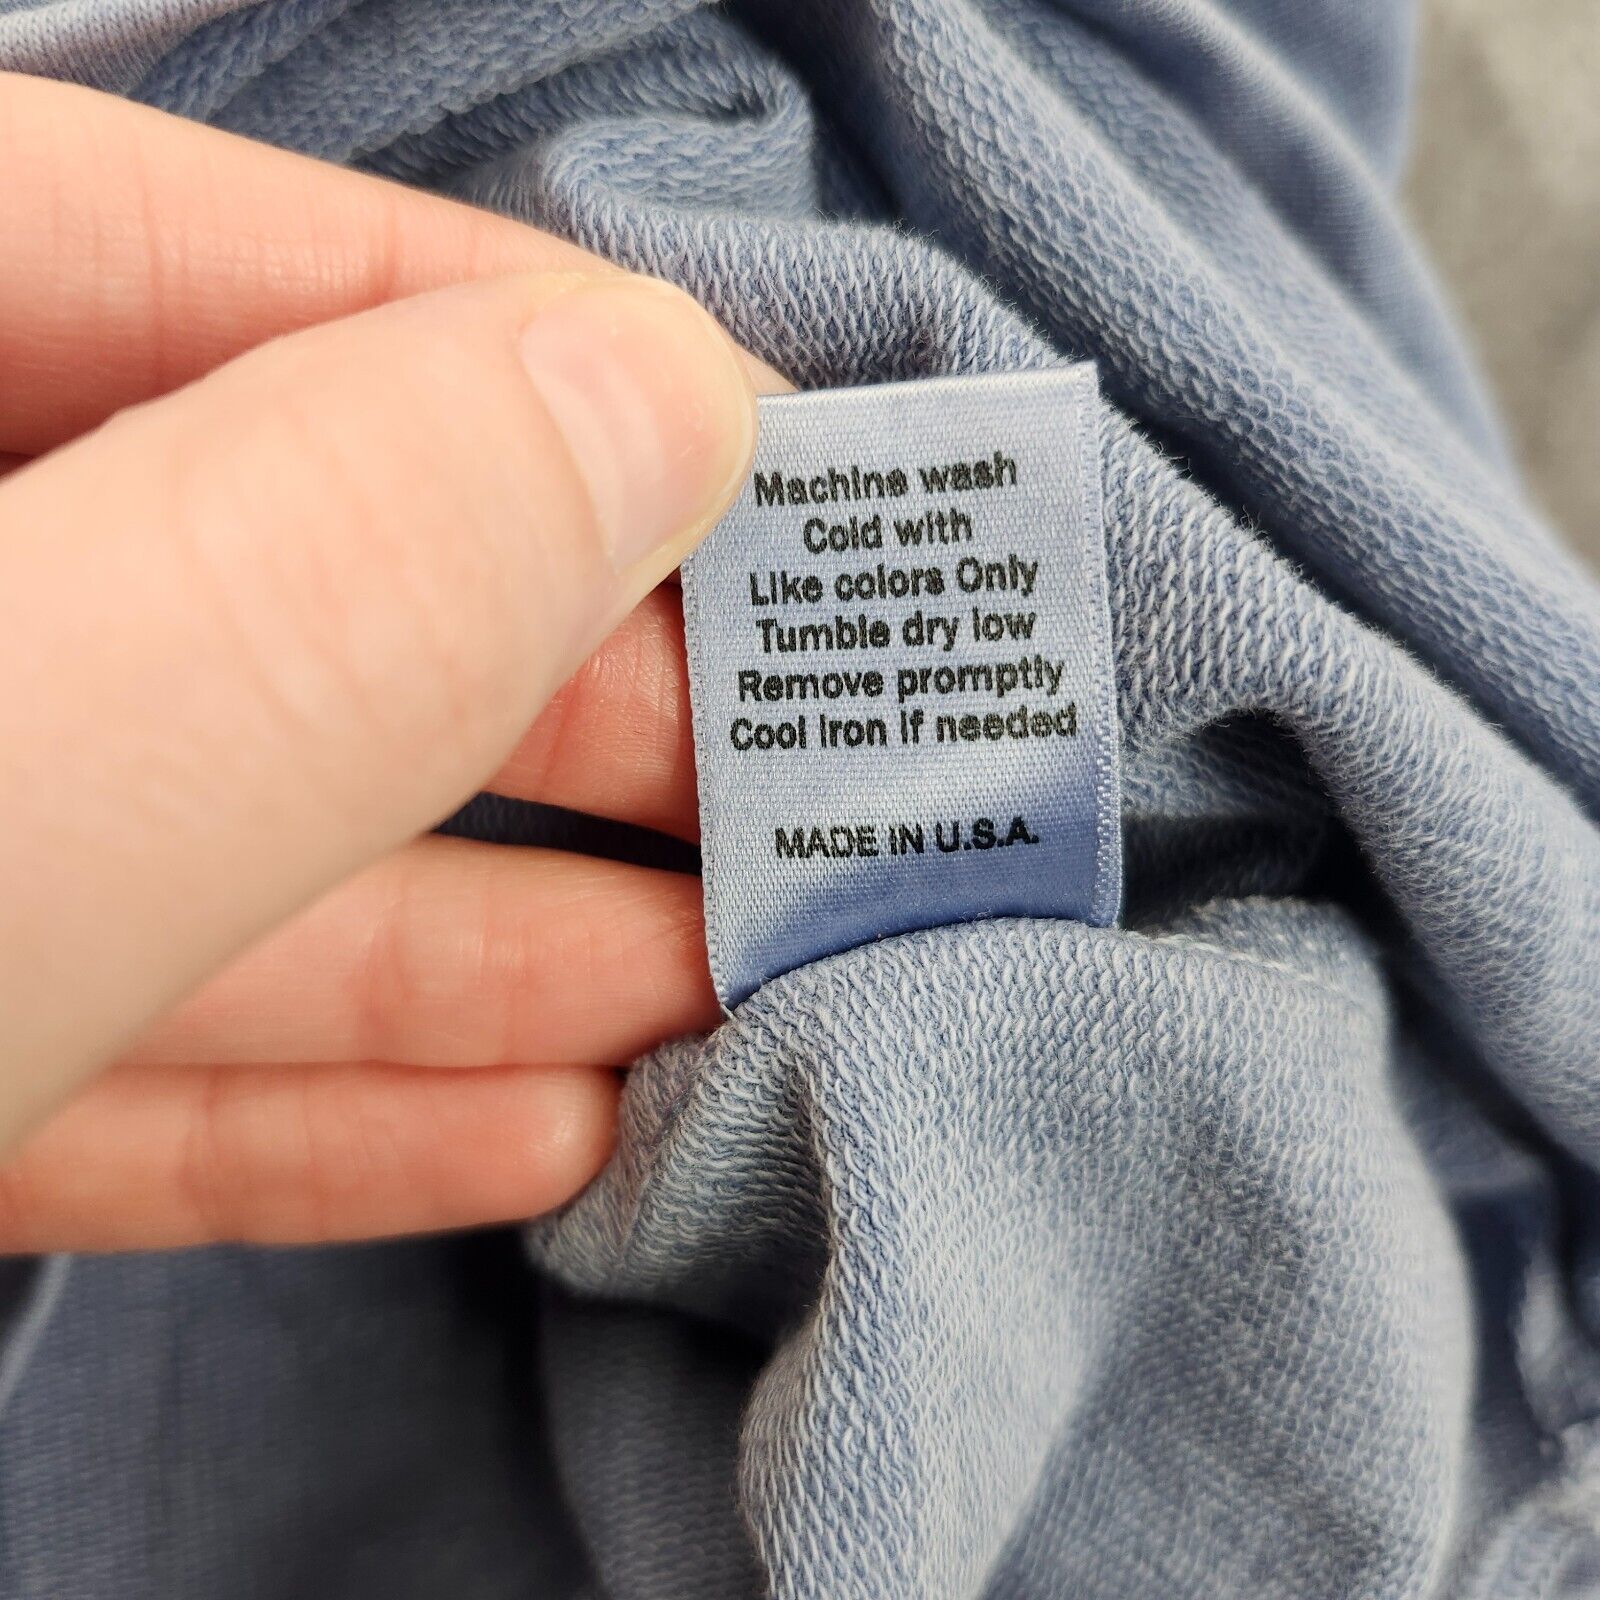 Machine wash
Cold with
Like colors Only
Tumble dry low
Remove promptly
Cool Iron If needed
MADE IN U.S.A.